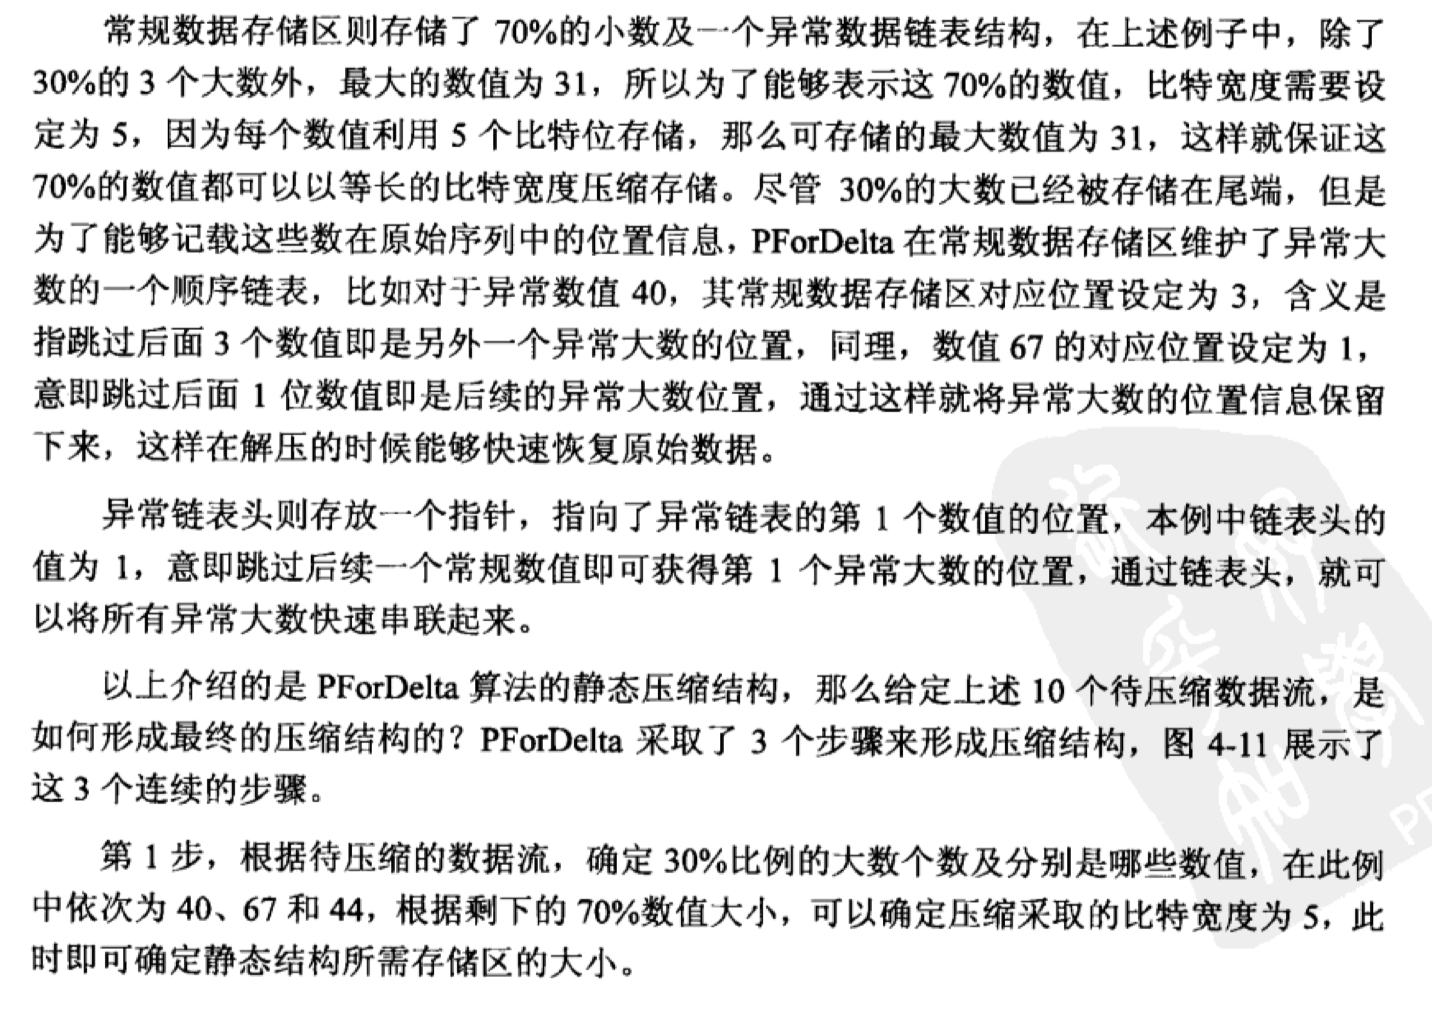 常规数据存储区则存储了 70%的小数及一个异常数据链表结构，在上述例子中，除了
30%的 3 个大数外，最大的数值为 31，所以为了能够表示这 70%的数值，比特宽度需要设
定为 5，因为每个数值利用 5 个比特位存储，那么可存储的最大数值为 31，这样就保证这
70%的数值都可以以等长的比特宽度压缩存储。尽管 30%的大数已经被存储在尾端，但是
为了能够记载这些数在原始序列中的位置信息，PForDelta 在常规数据存储区维护了异常大
数的一个顺序链表，比如对于异常数值 40，其常规数据存储区对应位置设定为 3，含义是
指跳过后面 3 个数值即是另外一个异常大数的位置，同理，数值 67 的对应位置设定为 1，
意即跳过后面 1 位数值即是后续的异常大数位置，通过这样就将异常大数的位置信息保留
下来，这样在解压的时候能够快速恢复原始数据。
异常链表头则存放一个指针，指向了异常链表的第 1 个数值的位置，本例中链表头的
值为 1，意即跳过后续一个常规数值即可获得第 1 个异常大数的位置，通过链表头，就可
以将所有异常大数快速串联起来。
以上介绍的是 PForDelta 算法的静态压缩结构，那么给定上述 10 个待压缩数据流，是
如何形成最终的压缩结构的？PForDelta 采取了 3 个步骤来形成压缩结构，图 4-11 展示了
这 3 个连续的步骤。
第 1 步，根据待压缩的数据流，确定 30%比例的大数个数及分别是哪些数值，在此例
中依次为 40、67 和 44，根据剩下的 70%数值大小，可以确定压缩采取的比特宽度为 5，此
时即可确定静态结构所需存储区的大小。